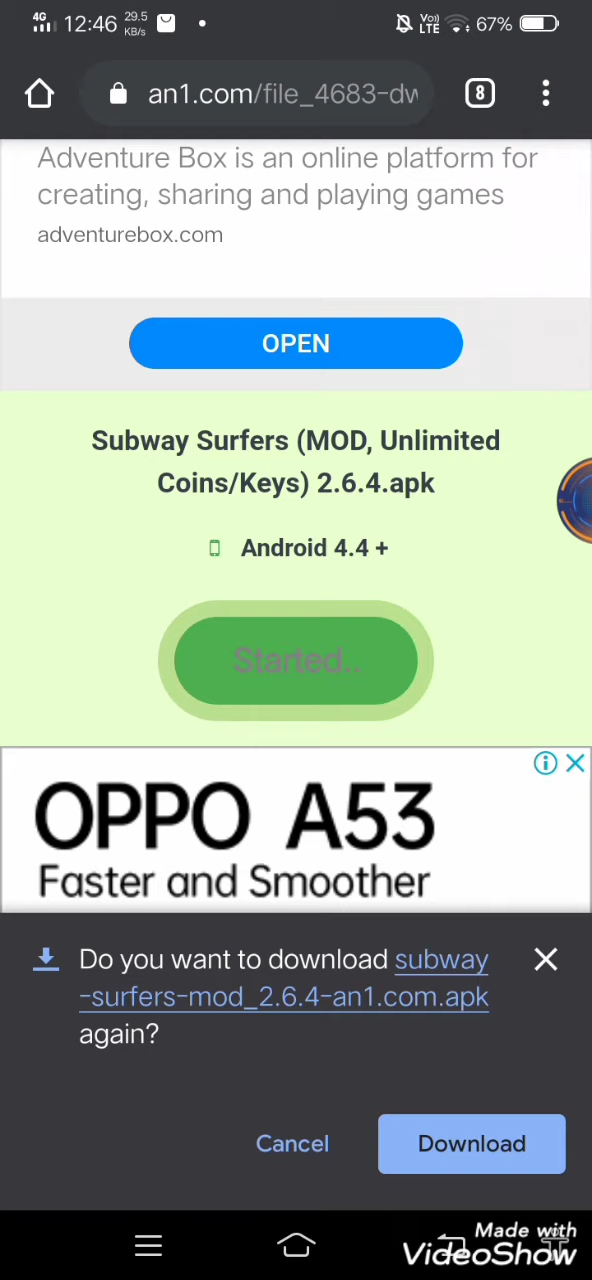 4G 12:46 29.5 KB/s Vo)) LTE 67%
an1.com/file_4683-dw 8
Adventure Box is an online platform for
creating, sharing and playing games
adventurebox.com
OPEN
Subway Surfers (MOD, Unlimited
Coins/Keys) 2.6.4.apk
Android 4.4 +
Started..
OPPO A53
Faster and Smoother
Do you want to download subway
-surfers-mod_2.6.4-an1.com.apk
again?
Cancel Download
Made with
VideoShow